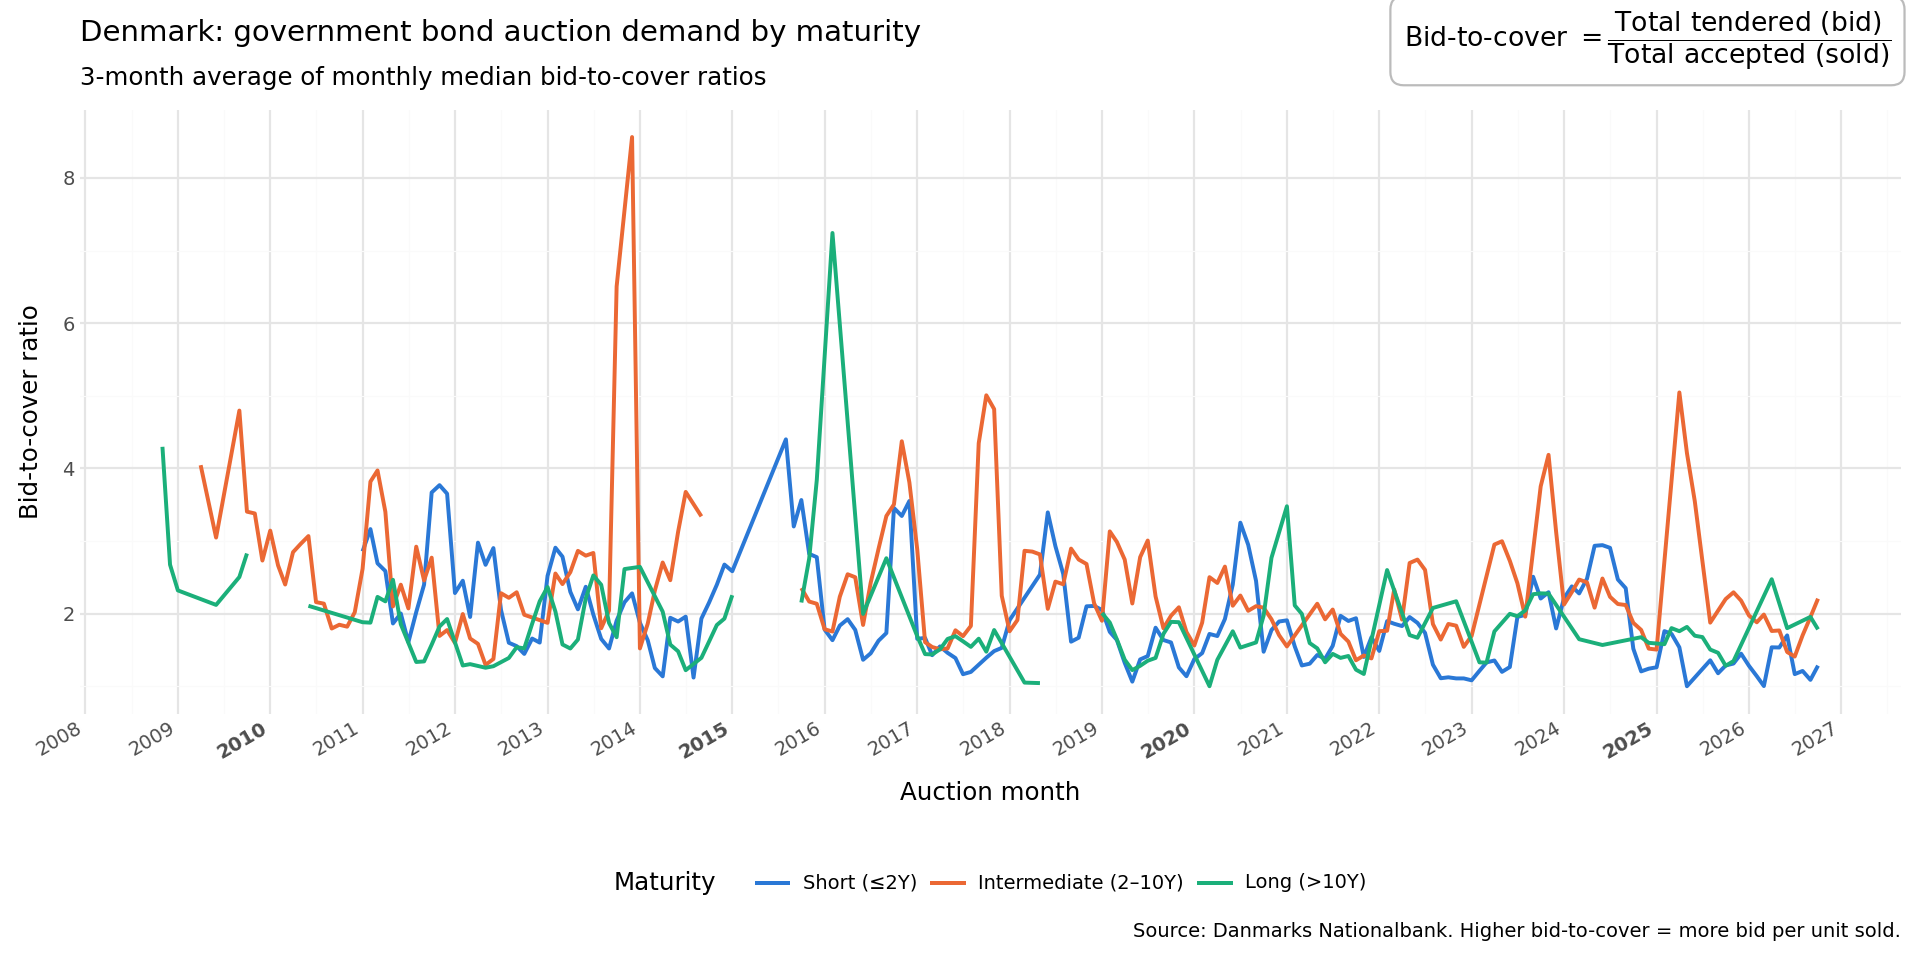 Denmark: government bond auction demand by maturity
3-month average of monthly median bid-to-cover ratios
Bid-to-cover = Total tendered (bid)
Total accepted (sold)
Bid-to-cover ratio
8
6
4
2
2008 2009 2010 2011 2012 2013 2014 2015 2016 2017 2018 2019 2020 2021 2022 2023 2024 2025 2026 2027
Auction month
Maturity Short (≤2Y) Intermediate (2–10Y) Long (>10Y)
Source: Danmarks Nationalbank. Higher bid-to-cover = more bid per unit sold.